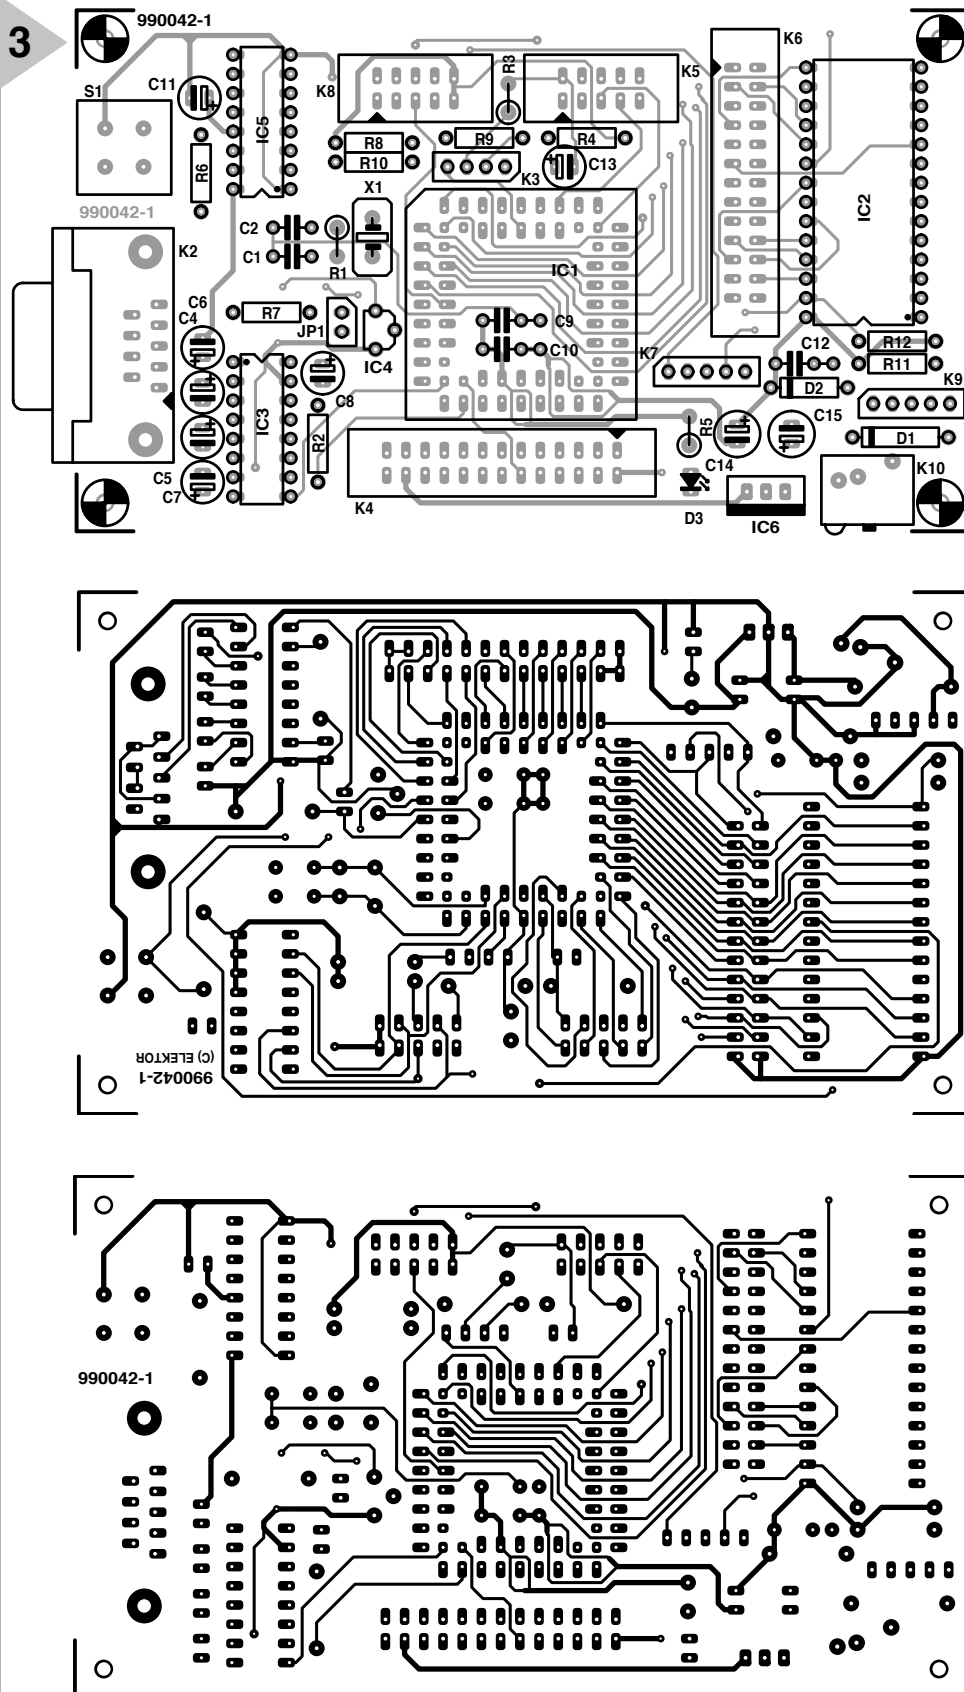 3
990042-1
K6
S1
C11
K8
R3
K5
IC5
R6
R8
R10
R9
R4
K3
C13
X1
IC2
990042-1
K2
C2
C1
R1
IC1
C6
C4
R7
JP1
IC4
C9
C10
K7
C12
R12
R11
D2
K9
IC3
R2
C8
R5
C15
D1
C14
K10
C5
C7
K4
D3
IC6
(C) ELEKTOR
990042-1
990042-1